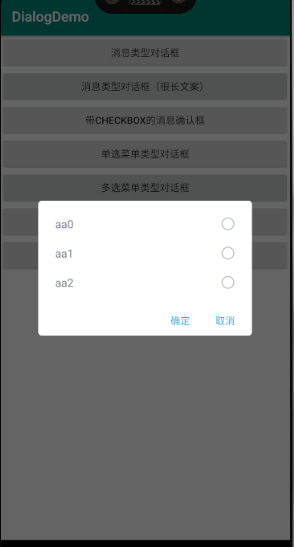 DialogDemo
消息类型对话框
消息类型对话框（很长文案）
带CHECKBOX的消息确认框
单选菜单类型对话框
多选菜单类型对话框
aa0
aa1
aa2
确定 取消